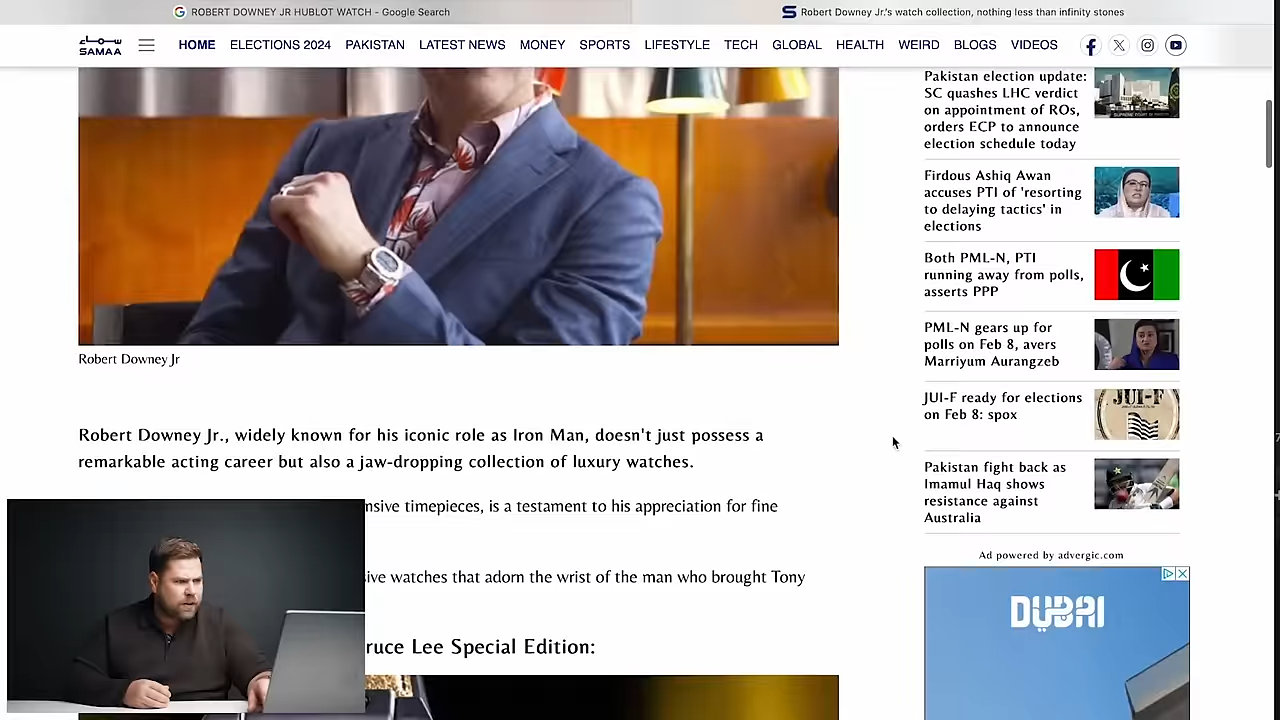 ROBERT DOWNEY JR HUBLOT WATCH - Google Search
Robert Downey Jr.'s watch collection, nothing less than infinity stones
سماء
SAMAA
HOME
ELECTIONS 2024
PAKISTAN
LATEST NEWS
MONEY
SPORTS
LIFESTYLE
TECH
GLOBAL
HEALTH
WEIRD
BLOGS
VIDEOS
Robert Downey Jr
Robert Downey Jr., widely known for his iconic role as Iron Man, doesn't just possess a
remarkable acting career but also a jaw-dropping collection of luxury watches.
nsive timepieces, is a testament to his appreciation for fine
sive watches that adorn the wrist of the man who brought Tony
ruce Lee Special Edition:
Pakistan election update:
SC quashes LHC verdict
on appointment of ROs,
orders ECP to announce
election schedule today
Firdous Ashiq Awan
accuses PTI of 'resorting
to delaying tactics' in
elections
Both PML-N, PTI
running away from polls,
asserts PPP
PML-N gears up for
polls on Feb 8, avers
Marriyum Aurangzeb
JUI-F ready for elections
on Feb 8: spox
JUI-F
Pakistan fight back as
Imamul Haq shows
resistance against
Australia
Ad powered by advergic.com
DUBAI